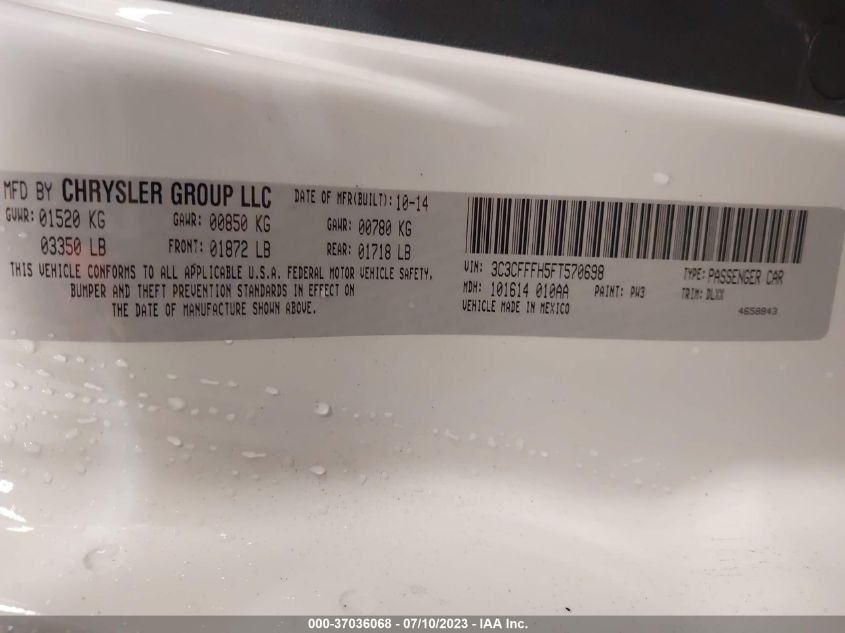 MFD BY CHRYSLER GROUP LLC DATE OF MFR(BUILT): 10-14
GVWR: 01520 KG GAWR: 00850 KG GAWR: 00780 KG
03350 LB FRONT: 01872 LB REAR: 01718 LB
THIS VEHICLE CONFORMS TO ALL APPLICABLE U.S.A. FEDERAL MOTOR VEHICLE SAFETY,
BUMPER AND THEFT PREVENTION STANDARDS IN EFFECT ON
THE DATE OF MANUFACTURE SHOWN ABOVE.
VIN: 3C3CFFFH5FT570698 TYPE: PASSENGER CAR
MDH: 101614 010AA PAINT: PW3 TRIM: DLXX
VEHICLE MADE IN MEXICO 4658843
000-37036068 - 07/10/2023 - IAA Inc.